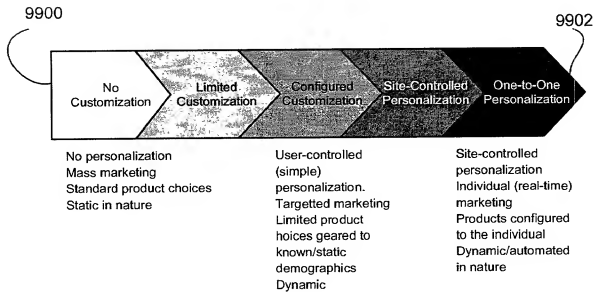 9900
9902
No
Customization
Limited
Customization
Configured
Customization
Site-Controlled
Personalization
One-to-One
Personalization
No personalization
Mass marketing
Standard product choices
Static in nature
User-controlled
(simple)
personalization.
Targetted marketing
Limited product
hoices geared to
known/static
demographics
Dynamic
Site-controlled
personalization
Individual (real-time)
marketing
Products configured
to the individual
Dynamic/automated
in nature